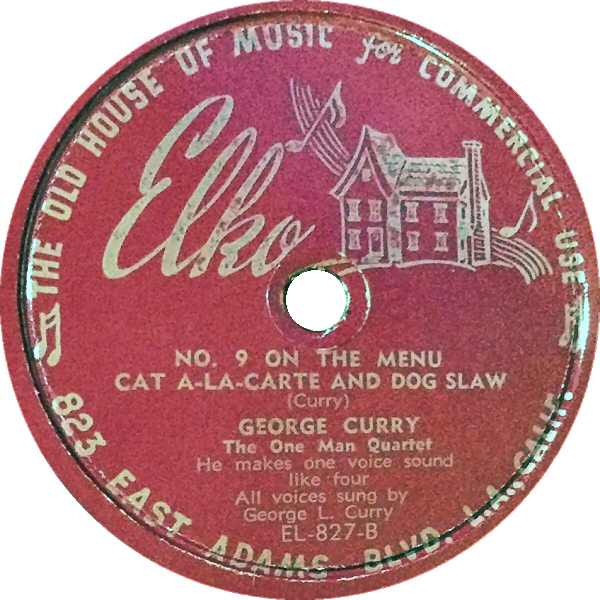 THE OLD HOUSE OF MUSIC for COMMERCIAL USE
Elko
NO. 9 ON THE MENU
CAT A-LA-CARTE AND DOG SLAW
(Curry)
GEORGE CURRY
The One Man Quartet
He makes one voice sound
like four
All voices sung by
George L. Curry
EL-827-B
823 EAST ADAMS BLVD. L.A., CALIF.